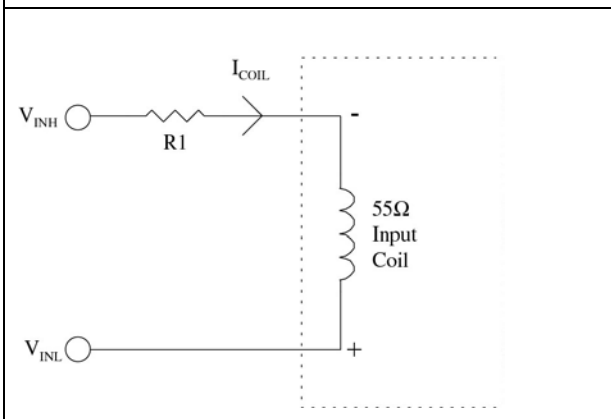 I_COIL
V_INH
R1
-
55Ω
Input
Coil
V_INL
+